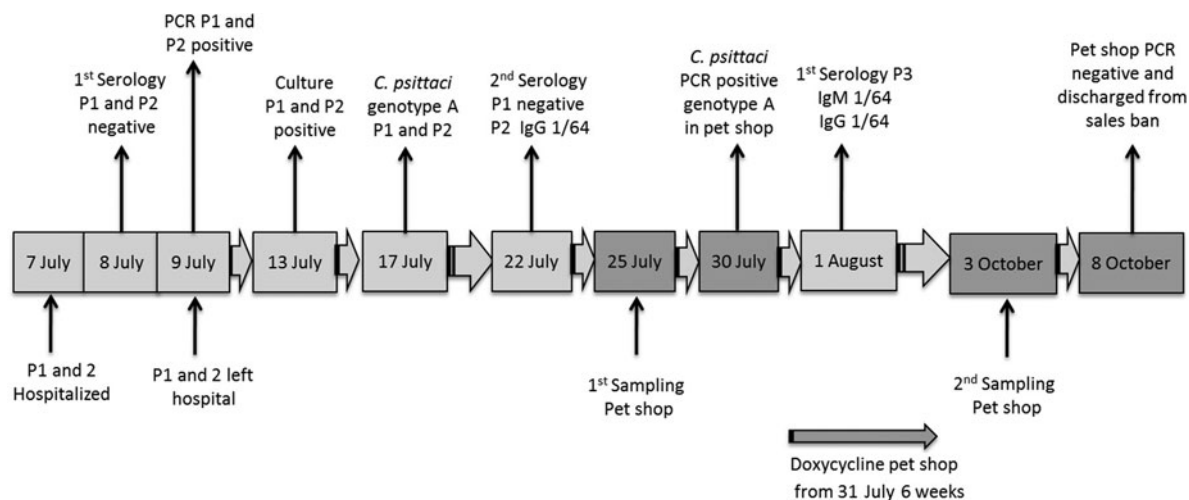 PCR P1 and
P2 positive
1st Serology
P1 and P2
negative
Culture
P1 and P2
positive
C. psittaci
genotype A
P1 and P2
2nd Serology
P1 negative
P2 IgG 1/64
C. psittaci
PCR positive
genotype A
in pet shop
1st Serology P3
IgM 1/64
IgG 1/64
Pet shop PCR
negative and
discharged from
sales ban
7 July
8 July
9 July
13 July
17 July
22 July
25 July
30 July
1 August
3 October
8 October
P1 and 2
Hospitalized
P1 and 2 left
hospital
1st Sampling
Pet shop
2nd Sampling
Pet shop
Doxycycline pet shop
from 31 July 6 weeks